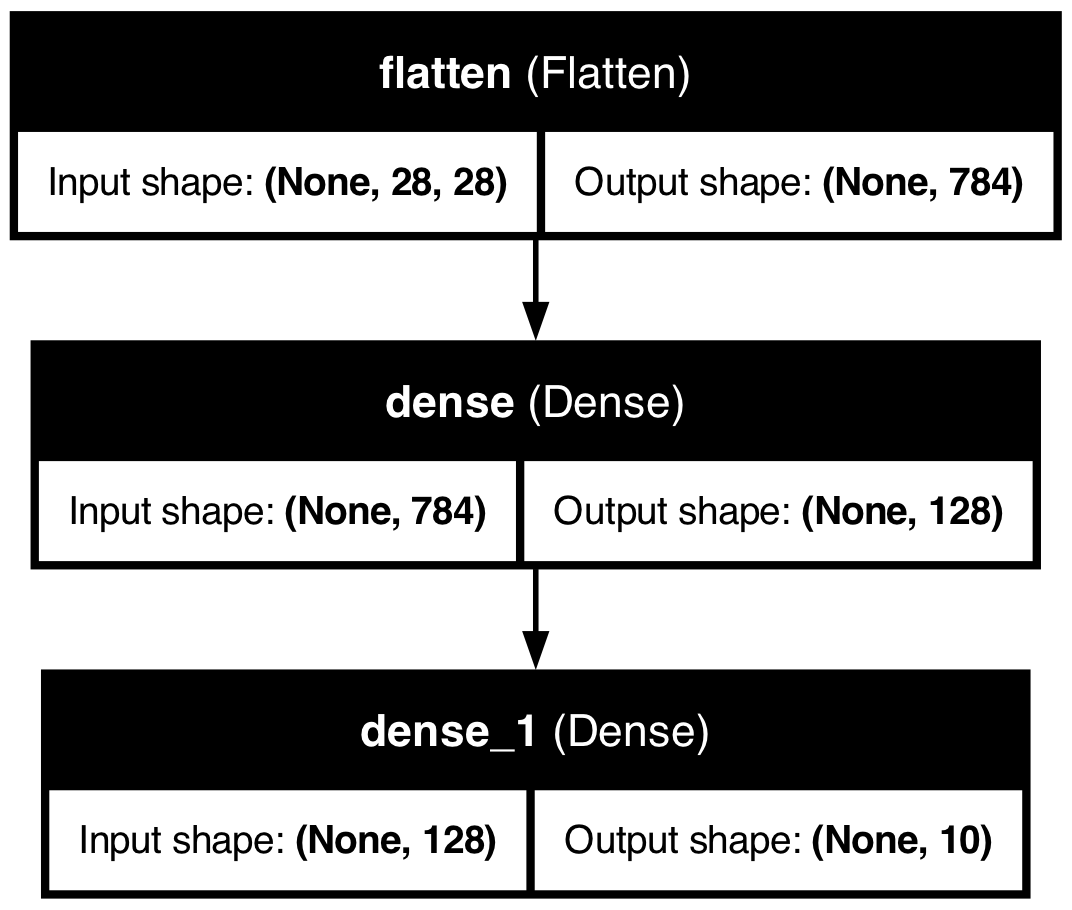 flatten (Flatten)
Input shape: (None, 28, 28) Output shape: (None, 784)
dense (Dense)
Input shape: (None, 784) Output shape: (None, 128)
dense_1 (Dense)
Input shape: (None, 128) Output shape: (None, 10)